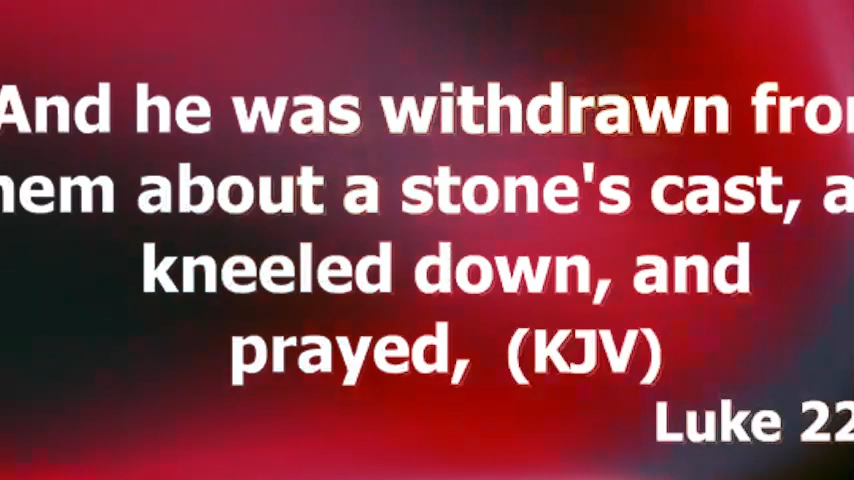 And he was withdrawn fro
hem about a stone's cast, a
kneeled down, and
prayed, (KJV)
Luke 22